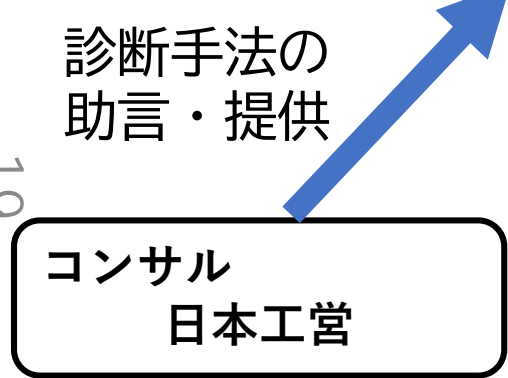 診断手法の
助言・提供
コンサル
日本工営